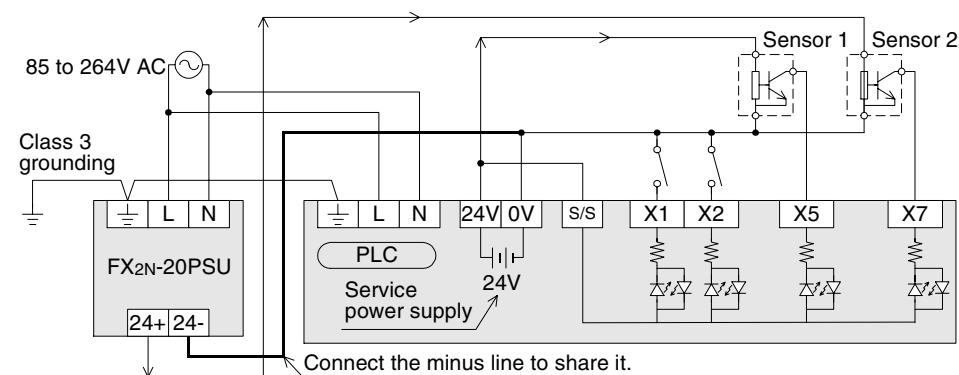 Sensor 1 Sensor 2
85 to 264V AC
Class 3
grounding
L N L N 24V 0V S/S X1 X2 X5 X7
FX2N-20PSU
PLC
24V
Service
power supply
24+ 24-
Connect the minus line to share it.